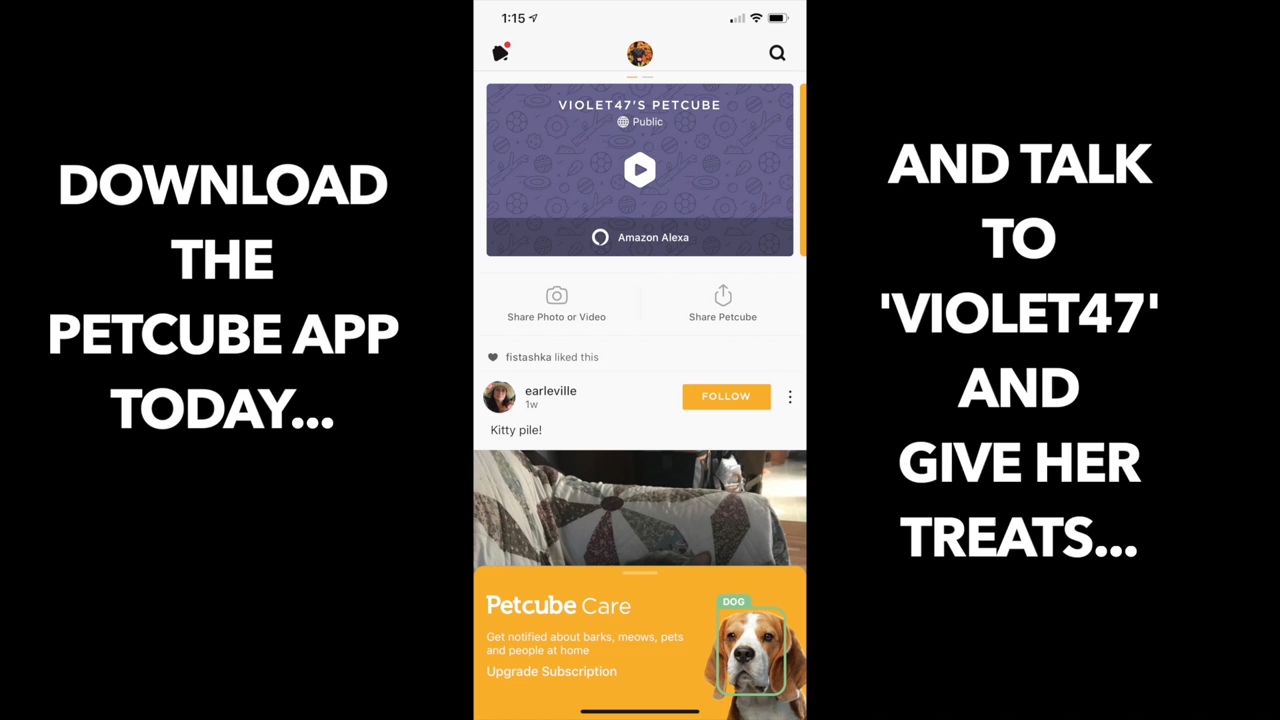 DOWNLOAD
THE
PETCUBE APP
TODAY...
1:15
VIOLET47'S PETCUBE
Public
Amazon Alexa
Share Photo or Video
Share Petcube
fistashka liked this
earleville
1w
FOLLOW
Kitty pile!
Petcube Care
DOG
Get notified about barks, meows, pets
and people at home
Upgrade Subscription
AND TALK
TO
'VIOLET47'
AND
GIVE HER
TREATS...